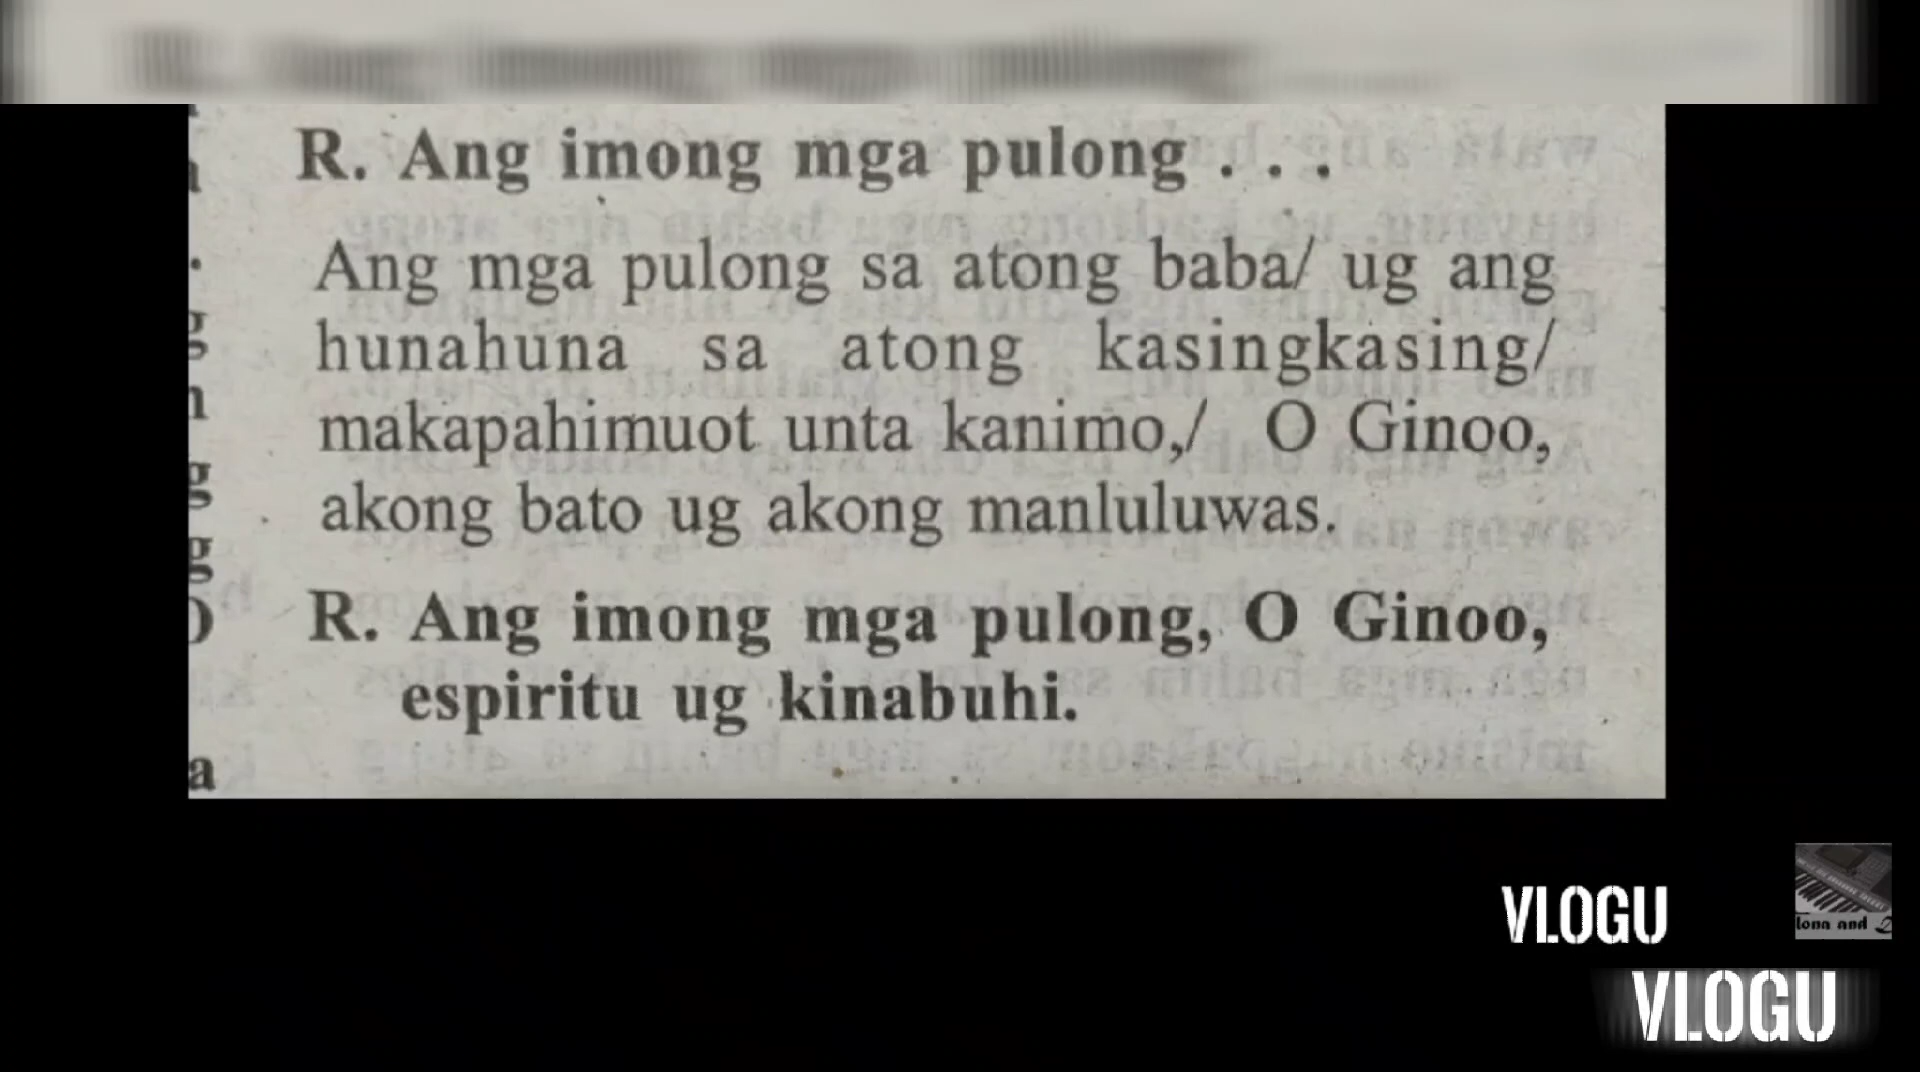 R. Ang imong mga pulong . . .
Ang mga pulong sa atong baba/ ug ang
hunahuna sa atong kasingkasing/
makapahimuot unta kanimo,/ O Ginoo,
akong bato ug akong manluluwas.
R. Ang imong mga pulong, O Ginoo,
espiritu ug kinabuhi.
VLOGU
and
VLOGU